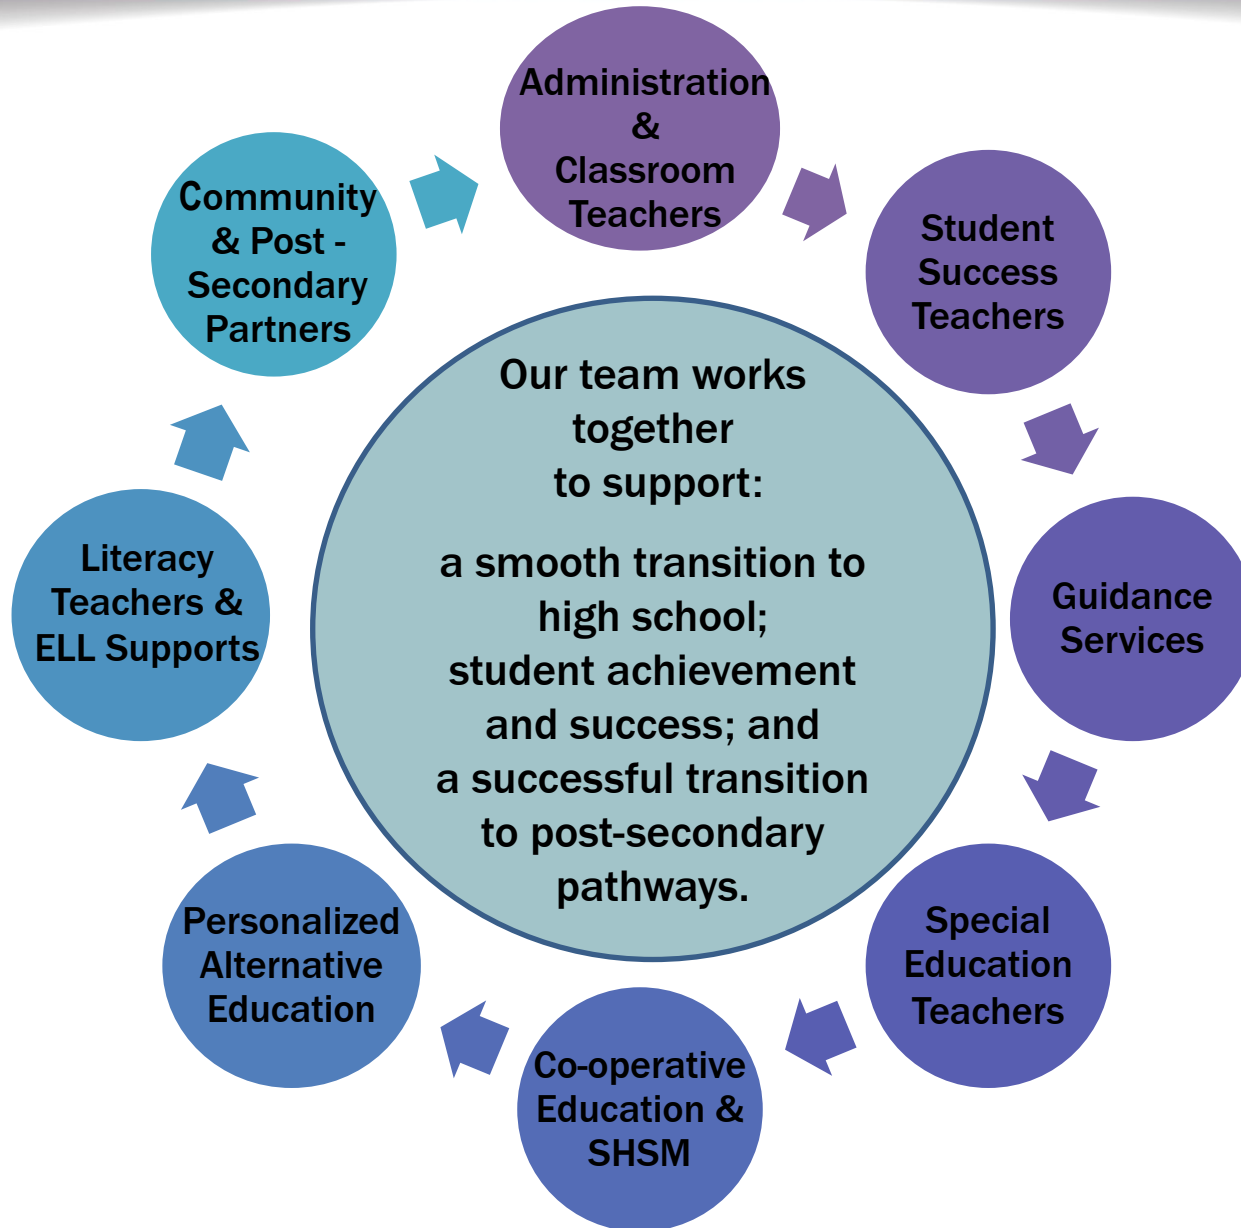 Administration
&
Classroom
Teachers
Student
Success
Teachers
Guidance
Services
Special
Education
Teachers
Co-operative
Education &
SHSM
Personalized
Alternative
Education
Literacy
Teachers &
ELL Supports
Community
& Post -
Secondary
Partners
Our team works
together
to support:
a smooth transition to
high school;
student achievement
and success; and
a successful transition
to post-secondary
pathways.